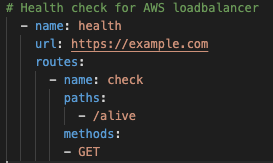 # Health check for AWS loadbalancer
- name: health
url: https://example.com
routes:
- name: check
paths:
- /alive
methods:
- GET